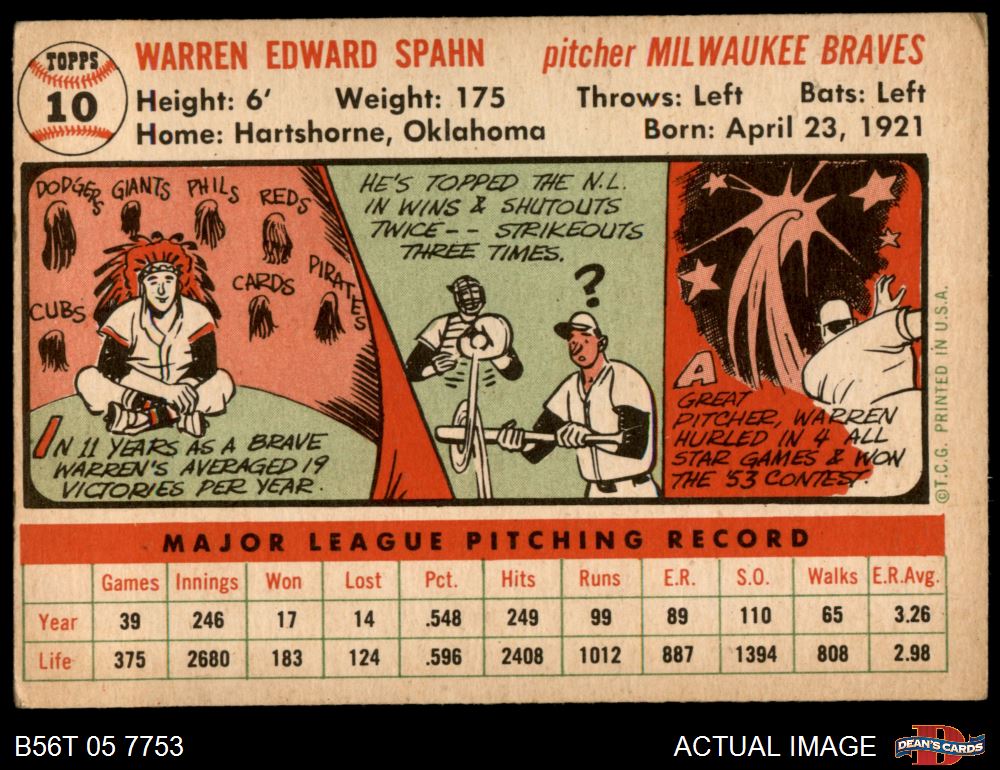 TOPPS
10
WARREN EDWARD SPAHN pitcher MILWAUKEE BRAVES
Height: 6' Weight: 175 Throws: Left Bats: Left
Home: Hartshorne, Oklahoma Born: April 23, 1921
DODGERS GIANTS PHILS REDS
CUBS CARDS PIRATES
IN 11 YEARS AS A BRAVE
WARREN'S AVERAGED 19
VICTORIES PER YEAR.
HE'S TOPPED THE N.L.
IN WINS & SHUTOUTS
TWICE -- STRIKEOUTS
THREE TIMES.
?
A
GREAT
PITCHER, WARREN
HURLED IN 4 ALL
STAR GAMES & WON
THE '53 CONTEST.
©T.C.G. PRINTED IN U.S.A.
MAJOR LEAGUE PITCHING RECORD
Games Innings Won Lost Pct. Hits Runs E.R. S.O. Walks E.R.Avg.
Year 39 246 17 14 .548 249 99 89 110 65 3.26
Life 375 2680 183 124 .596 2408 1012 887 1394 808 2.98
B56T 05 7753 ACTUAL IMAGE DEAN'S CARDS